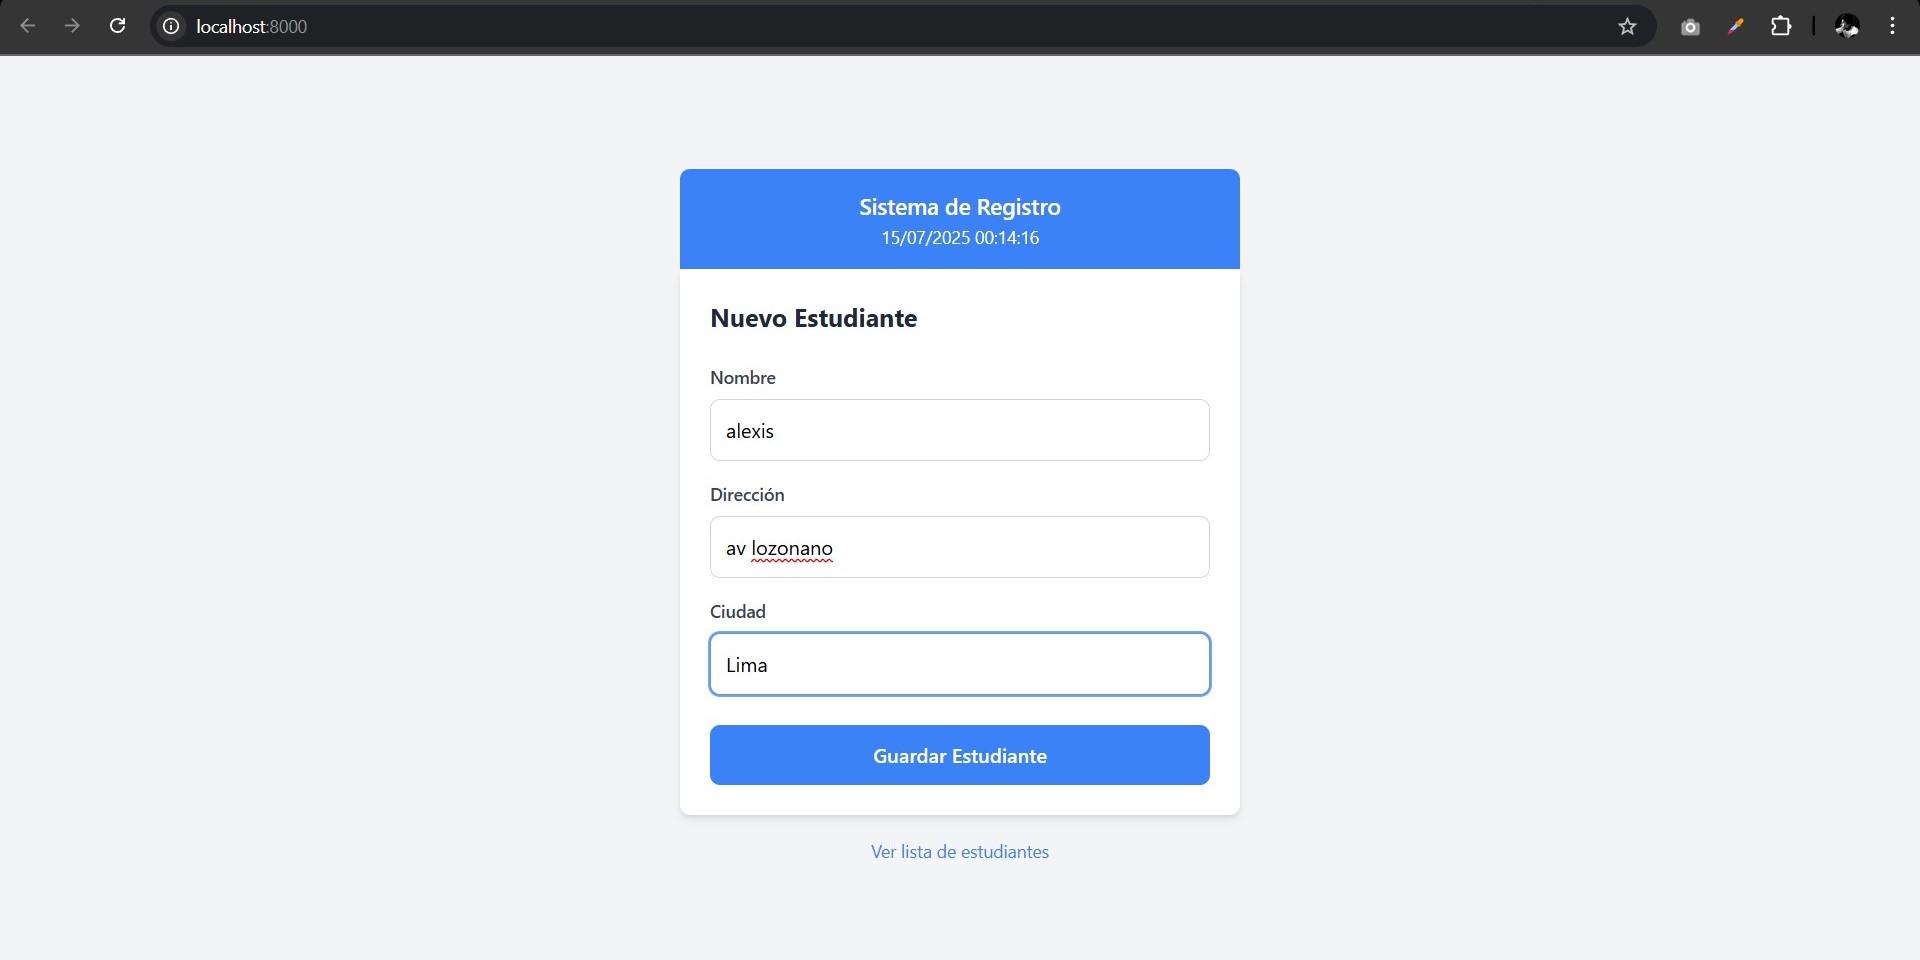 localhost:8000
Sistema de Registro
15/07/2025 00:14:16
Nuevo Estudiante
Nombre
alexis
Dirección
av lozonano
Ciudad
Lima
Guardar Estudiante
Ver lista de estudiantes